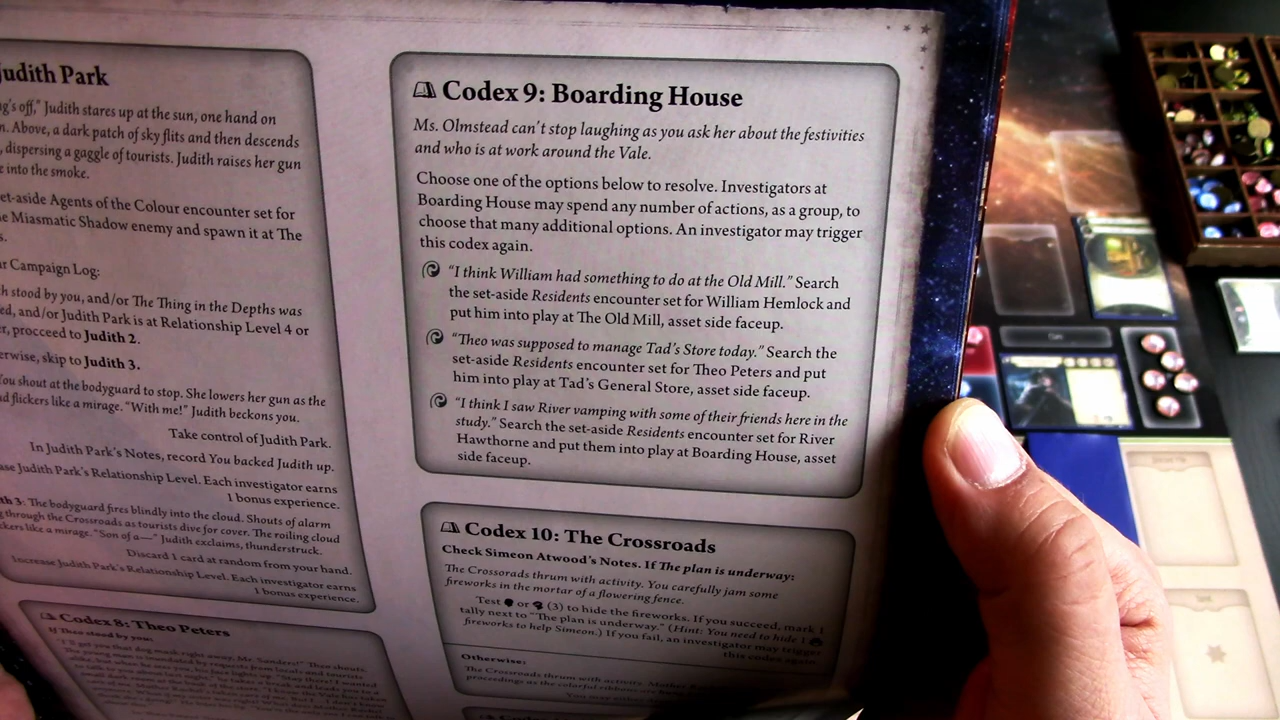 Judith Park
g's off," Judith stares up at the sun, one hand on
n. Above, a dark patch of sky flits and then descends
, dispersing a gaggle of tourists. Judith raises her gun
e into the smoke.
et-aside Agents of the Colour encounter set for
e Miasmatic Shadow enemy and spawn it at The
s.
r Campaign Log:
h stood by you, and/or The Thing in the Depths was
ed, and/or Judith Park is at Relationship Level 4 or
r, procceed to Judith 2.
erwise, skip to Judith 3.
You shout at the bodyguard to stop. She lowers her gun as the
d flickers like a mirage. "With me!" Judith beckons you.
Take control of Judith Park.
In Judith Park's Notes, record You backed Judith up.
ase Judith Park's Relationship Level. Each investigator earns
1 bonus experience.
th 3: The bodyguard fires blindly into the cloud. Shouts of alarm
g through the Crossroads as tourists dive for cover. The roiling cloud
ckers like a mirage. "Son of a—" Judith exclaims, thunderstruck.
Discard 1 card at random from your hand.
Increase Judith Park's Relationship Level. Each investigator earns
1 bonus experience.
Codex 8: Theo Peters
If Theo stood by you:
Codex 9: Boarding House
Ms. Olmstead can't stop laughing as you ask her about the festivities
and who is at work around the Vale.
Choose one of the options below to resolve. Investigators at
Boarding House may spend any number of actions, as a group, to
choose that many additional options. An investigator may trigger
this codex again.
"I think William had something to do at the Old Mill." Search
the set-aside Residents encounter set for William Hemlock and
put him into play at The Old Mill, asset side faceup.
"Theo was supposed to manage Tad's Store today." Search the
set-aside Residents encounter set for Theo Peters and put
him into play at Tad's General Store, asset side faceup.
"I think I saw River vamping with some of their friends here in the
study." Search the set-aside Residents encounter set for River
Hawthorne and put them into play at Boarding House, asset
side faceup.
Codex 10: The Crossroads
Check Simeon Atwood's Notes. If The plan is underway:
The Crossorads thrum with activity. You carefully jam some
fireworks in the mortar of a flowering fence.
Test or (3) to hide the fireworks. If you succeed, mark 1
tally next to "The plan is underway." (Hint: You need to hide 1
fireworks to help Simeon.) If you fail, an investigator may trigger
this codex again.
Otherwise:
The Crossroads thrum with activity. Mother
proceedings as the colorful ribbons are